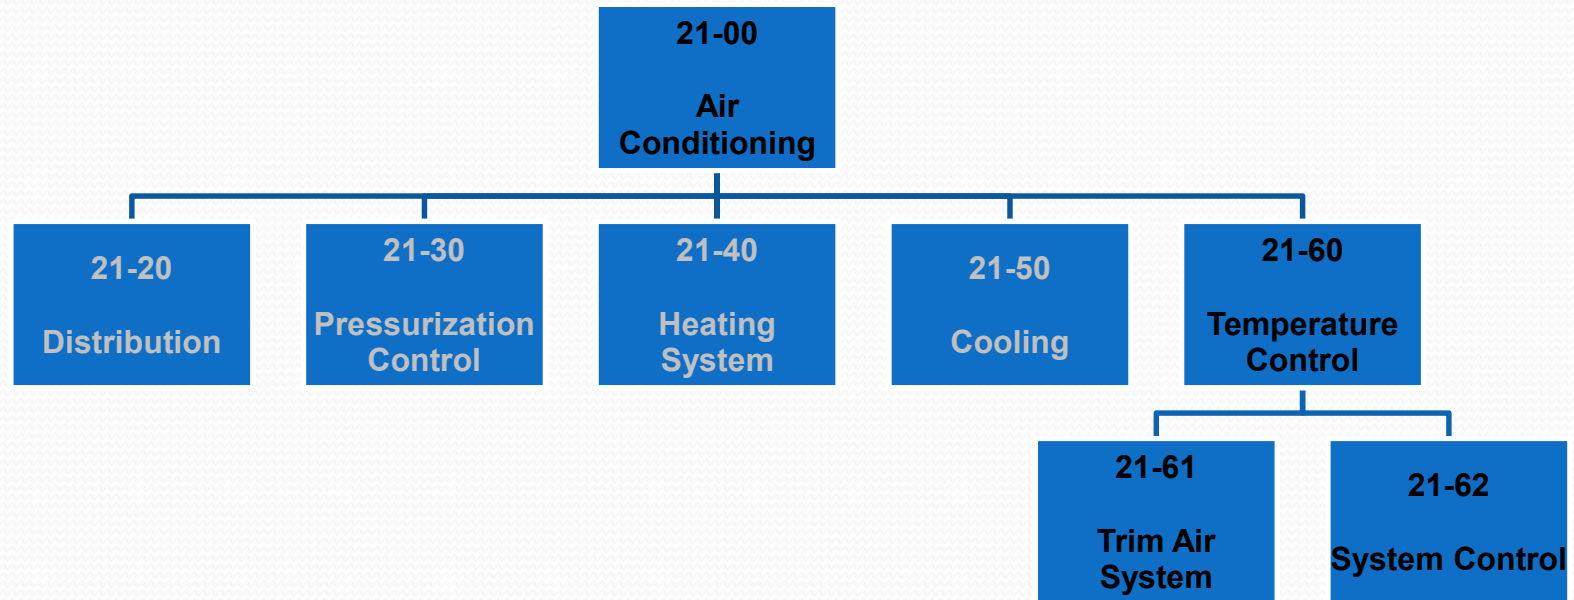 21-00
Air
Conditioning
21-20
Distribution
21-30
Pressurization
Control
21-40
Heating
System
21-50
Cooling
21-60
Temperature
Control
21-61
Trim Air
System
21-62
System Control